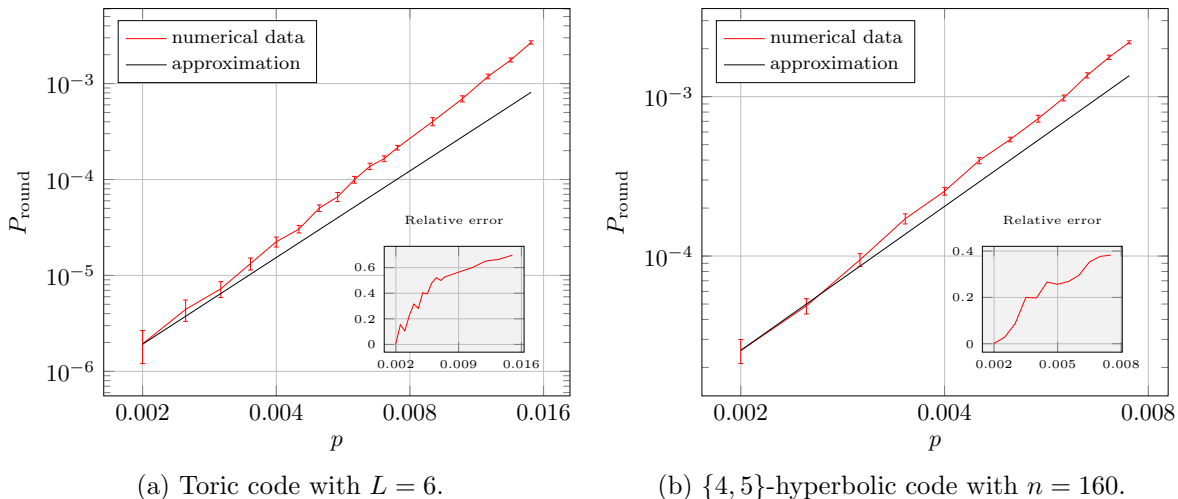 numerical data
approximation
10⁻³
10⁻⁴
10⁻⁵
10⁻⁶
P_round
0.002
0.004
0.008
0.016
p
Relative error
0.6
0.4
0.2
0
0.002
0.009
0.016
(a) Toric code with L = 6.
numerical data
approximation
10⁻³
10⁻⁴
P_round
0.002
0.004
0.008
p
Relative error
0.4
0.2
0
0.002
0.005
0.008
(b) {4, 5}-hyperbolic code with n = 160.